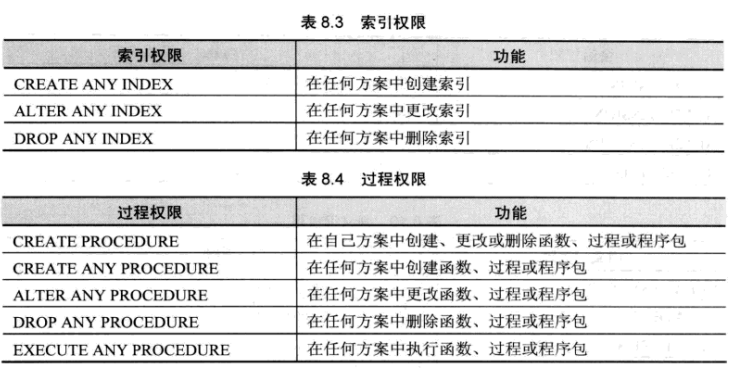 表 8.3 索引权限
索引权限 功能
CREATE ANY INDEX 在任何方案中创建索引
ALTER ANY INDEX 在任何方案中更改索引
DROP ANY INDEX 在任何方案中删除索引
表 8.4 过程权限
过程权限 功能
CREATE PROCEDURE 在自己方案中创建、更改或删除函数、过程或程序包
CREATE ANY PROCEDURE 在任何方案中创建函数、过程或程序包
ALTER ANY PROCEDURE 在任何方案中更改函数、过程或程序包
DROP ANY PROCEDURE 在任何方案中删除函数、过程或程序包
EXECUTE ANY PROCEDURE 在任何方案中执行函数、过程或程序包